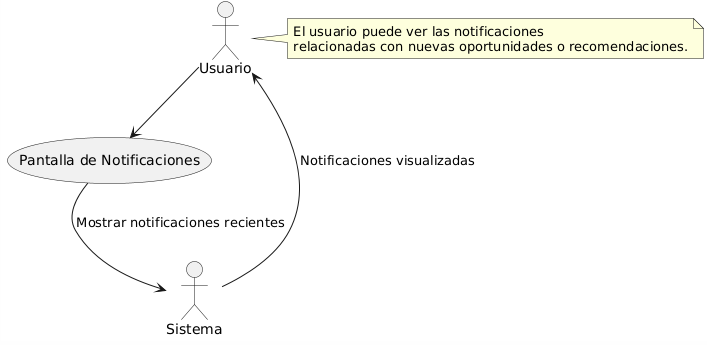 El usuario puede ver las notificaciones
relacionadas con nuevas oportunidades o recomendaciones.
Usuario
Pantalla de Notificaciones
Notificaciones visualizadas
Mostrar notificaciones recientes
Sistema